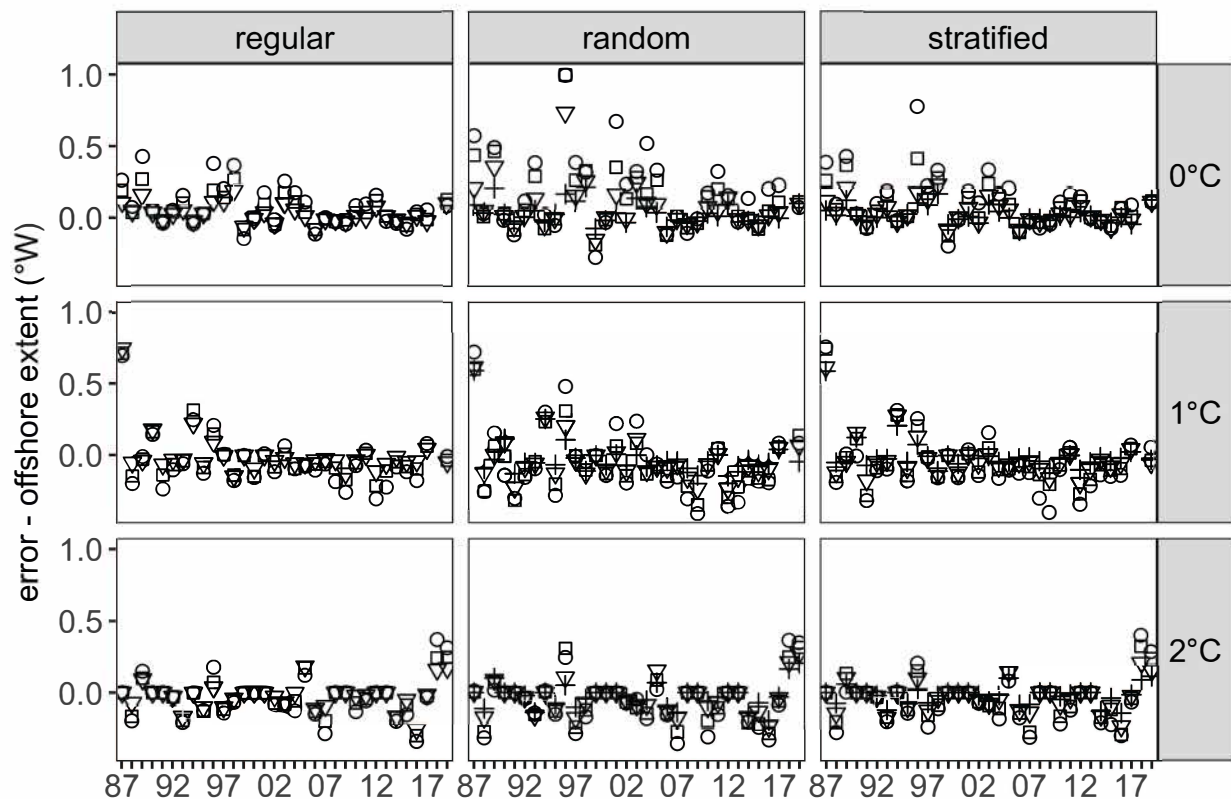 regular random stratified
1.0
0.5
0.0
0°C
1.0
0.5
0.0
1°C
1.0
0.5
0.0
2°C
error - offshore extent (°W)
87 92 97 02 07 12 17 87 92 97 02 07 12 17 87 92 97 02 07 12 17